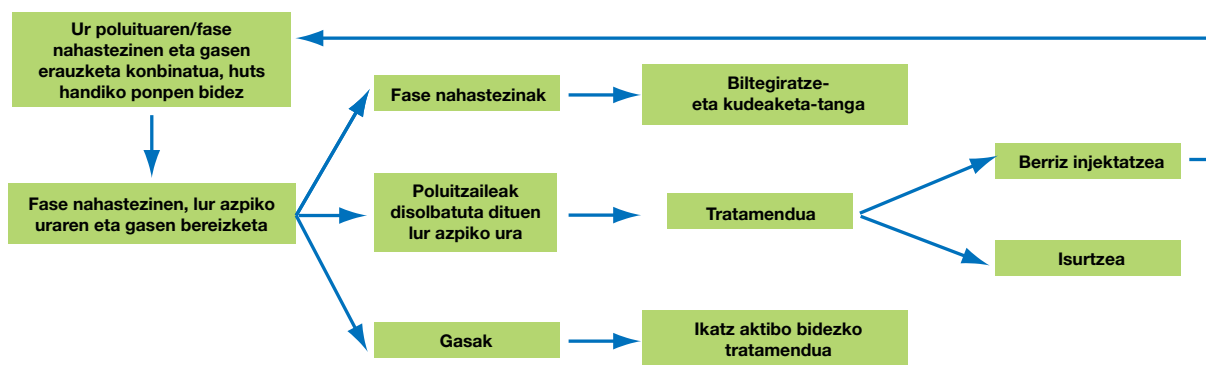 Ur poluituaren/fase
nahastezinen eta gasen
erauzketa konbinatua, huts
handiko ponpen bidez
Fase nahastezinen, lur azpiko
uraren eta gasen bereizketa
Fase nahastezinak
Biltegiratze-
eta kudeaketa-tanga
Poluitzaileak
disolbatuta dituen
lur azpiko ura
Tratamendua
Berriz injektatzea
Isurtzea
Gasak
Ikatz aktibo bidezko
tratamendua